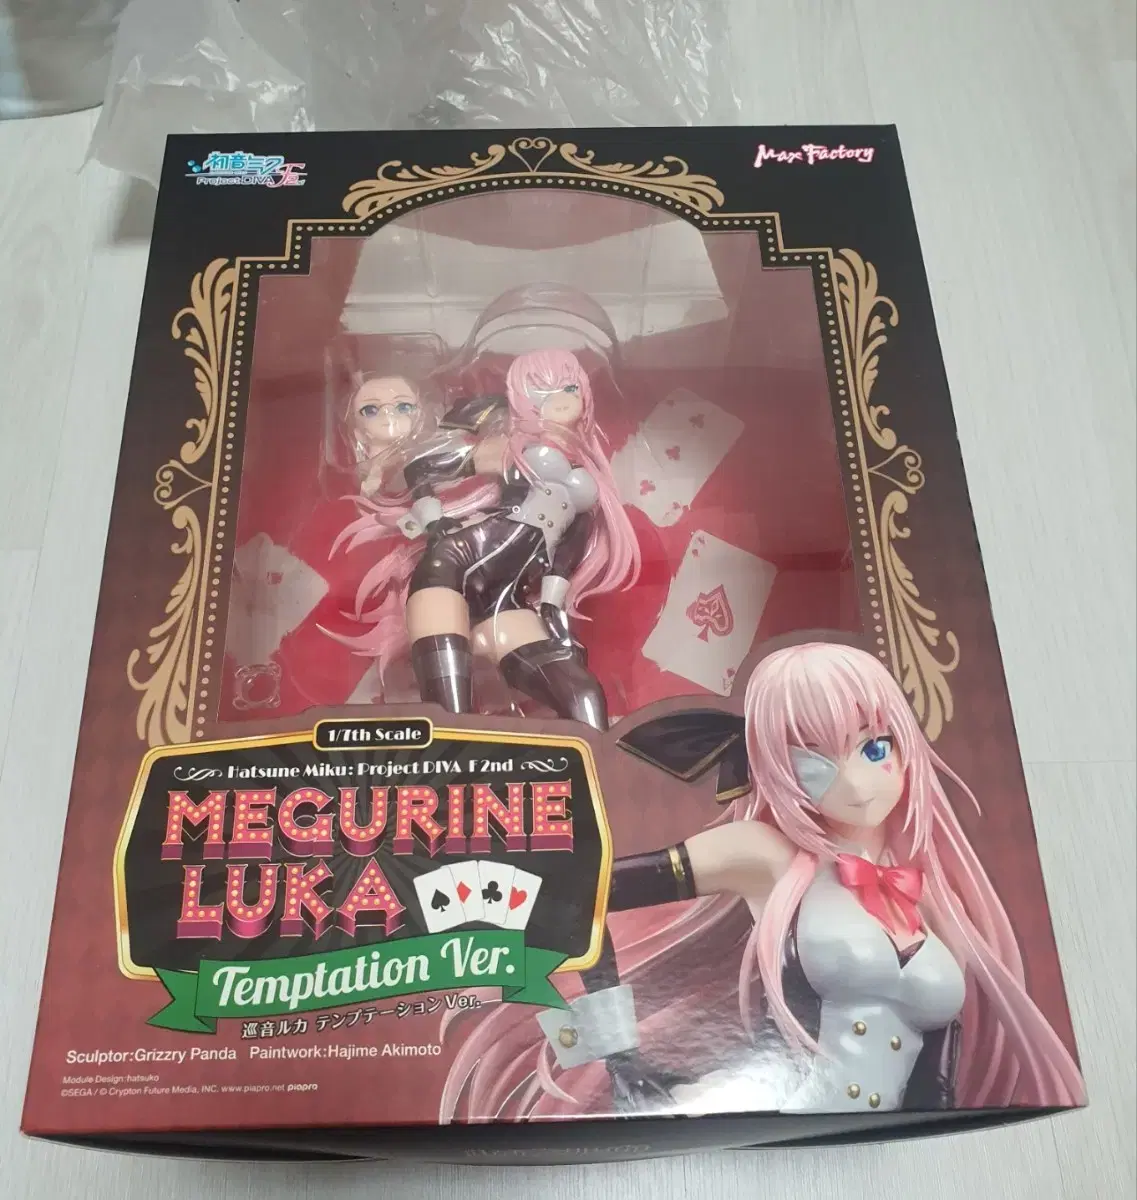 初音ミク
Project DIVA F 2nd
Max Factory
1/7th Scale
Hatsune Miku: Project DIVA F 2nd
MEGURINE
LUKA
Temptation Ver.
巡音ルカ テンプテーションVer.
Sculptor:Grizzry Panda Paintwork:Hajime Akimoto
Module Design:hatsuko
©SEGA / © Crypton Future Media, INC. www.piapro.net piapro